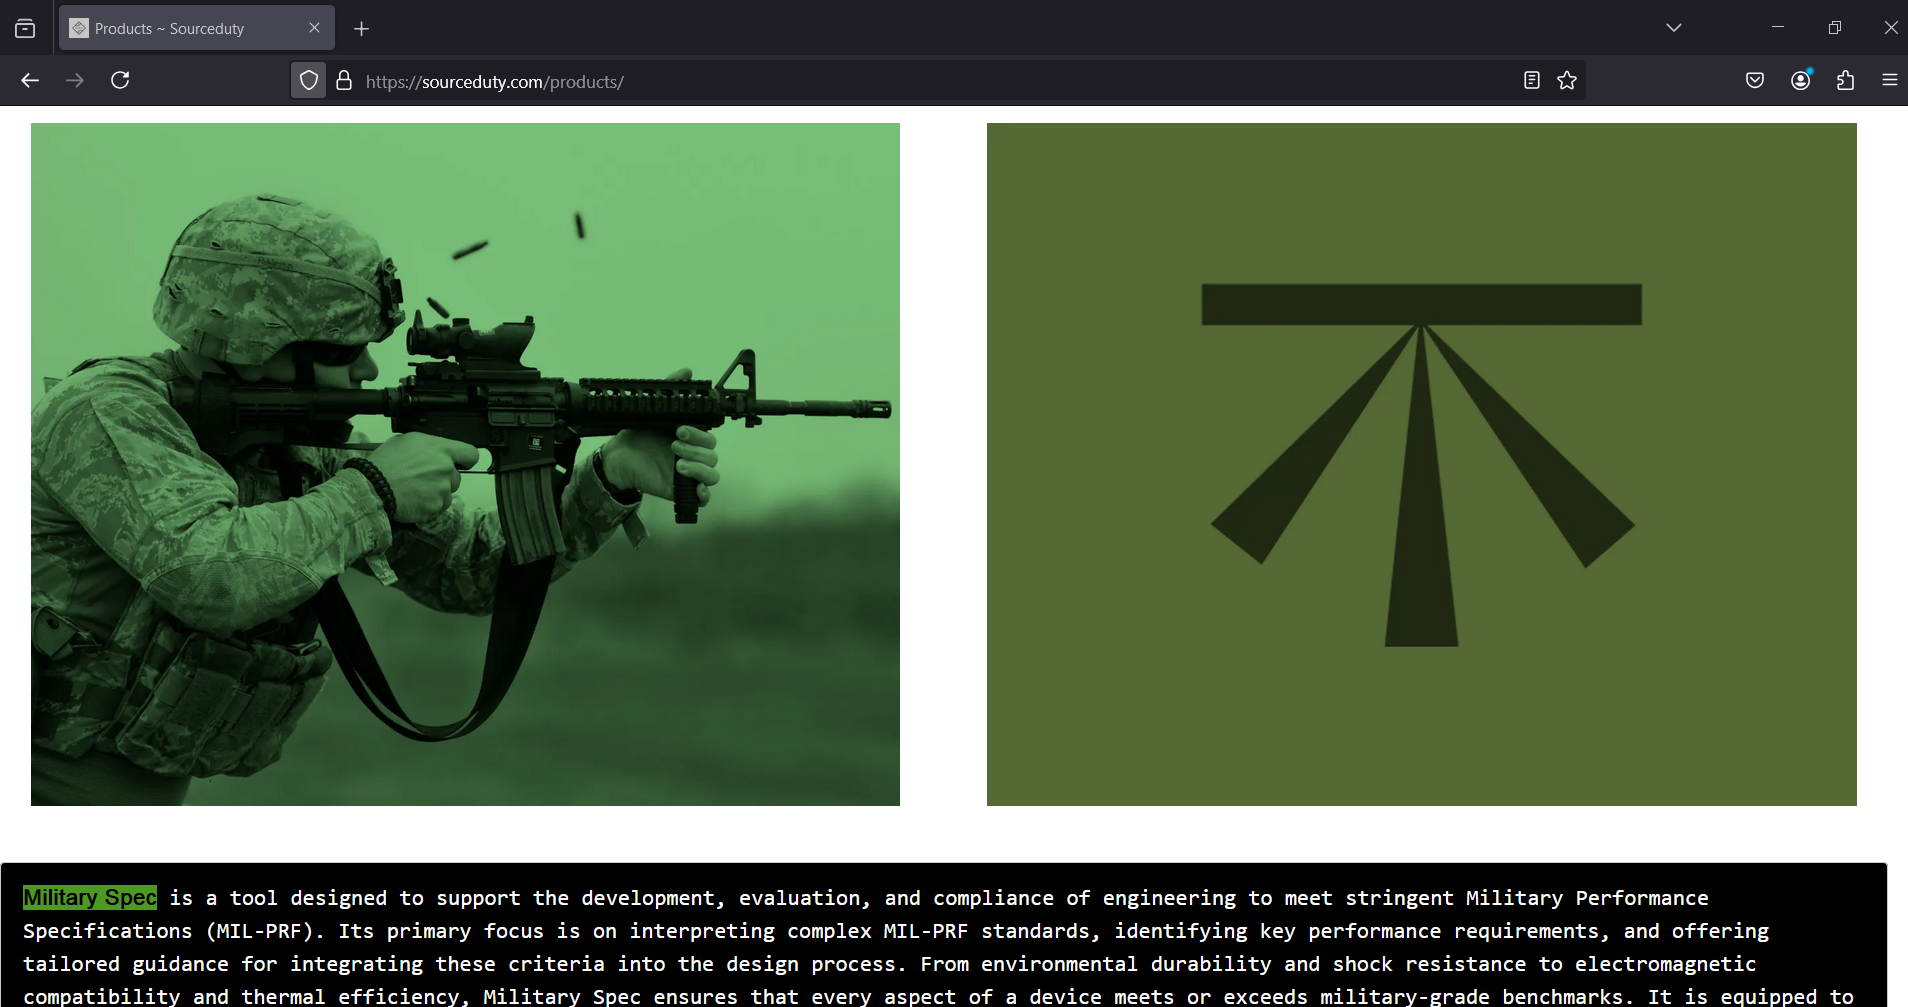 Products ~ Sourceduty
https://sourceduty.com/products/
Military Spec is a tool designed to support the development, evaluation, and compliance of engineering to meet stringent Military Performance
Specifications (MIL-PRF). Its primary focus is on interpreting complex MIL-PRF standards, identifying key performance requirements, and offering
tailored guidance for integrating these criteria into the design process. From environmental durability and shock resistance to electromagnetic
compatibility and thermal efficiency, Military Spec ensures that every aspect of a device meets or exceeds military-grade benchmarks. It is equipped to